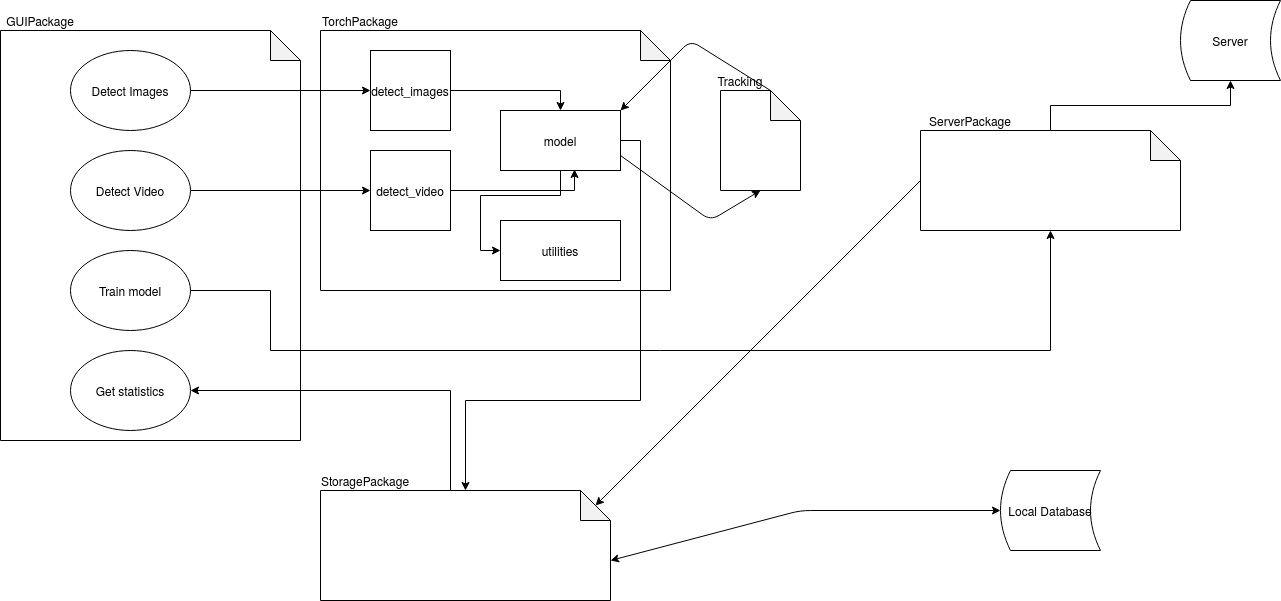 GUIPackage
TorchPackage
Server
Tracking
Detect Images
detect_images
ServerPackage
model
Detect Video
detect_video
utilities
Train model
Get statistics
StoragePackage
Local Database